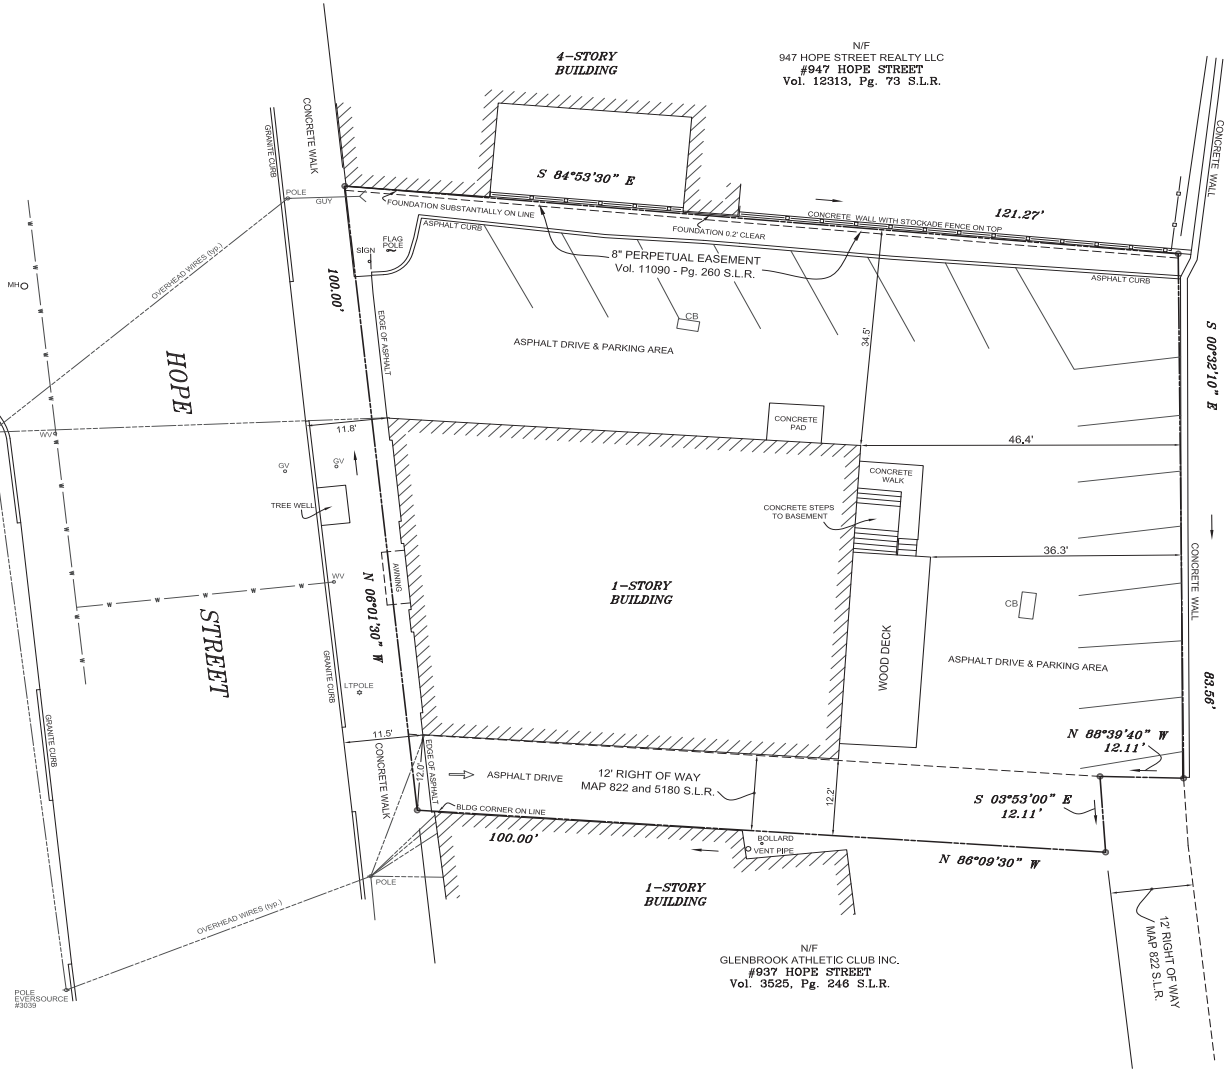 4-STORY
BUILDING
N/F
947 HOPE STREET REALTY LLC
#947 HOPE STREET
Vol. 12313, Pg. 73 S.L.R.
CONCRETE WALL
CONCRETE WALK
GRANITE CURB
S 84°53'30" E
121.27'
POLE
GUY
FOUNDATION SUBSTANTIALLY ON LINE
CONCRETE WALL WITH STOCKADE FENCE ON TOP
FOUNDATION 0.2' CLEAR
ASPHALT CURB
FLAG
POLE
SIGN
8" PERPETUAL EASEMENT
Vol. 11090 - Pg. 260 S.L.R.
ASPHALT CURB
OVERHEAD WIRES (typ.)
W
W
W
W
W
W
W
W
W
W
W
MH
100.00'
EDGE OF ASPHALT
CB
34.5'
ASPHALT DRIVE & PARKING AREA
S 00°32'10" E
HOPE
STREET
WV
11.8'
CONCRETE
PAD
46.4'
GV
GV
CONCRETE
WALK
TREE WELL
CONCRETE STEPS
TO BASEMENT
36.3'
CONCRETE WALL
AWNING
WV
W
W
W
W
W
N 06°01'30" W
1-STORY
BUILDING
CB
WOOD DECK
ASPHALT DRIVE & PARKING AREA
83.56'
GRANITE CURB
LTPOLE
GRANITE CURB
11.5'
N 88°39'40" W
12.11'
CONCRETE WALK
EDGE OF ASPHALT
12.0'
ASPHALT DRIVE
12' RIGHT OF WAY
MAP 822 and 5180 S.L.R.
12.2'
S 03°53'00" E
12.11'
BLDG CORNER ON LINE
100.00'
BOLLARD
VENT PIPE
N 86°09'30" W
POLE
1-STORY
BUILDING
OVERHEAD WIRES (typ.)
12' RIGHT OF WAY
MAP 822 S.L.R.
N/F
GLENBROOK ATHLETIC CLUB INC.
#937 HOPE STREET
Vol. 3525, Pg. 246 S.L.R.
POLE
EVERSOURCE
#3039